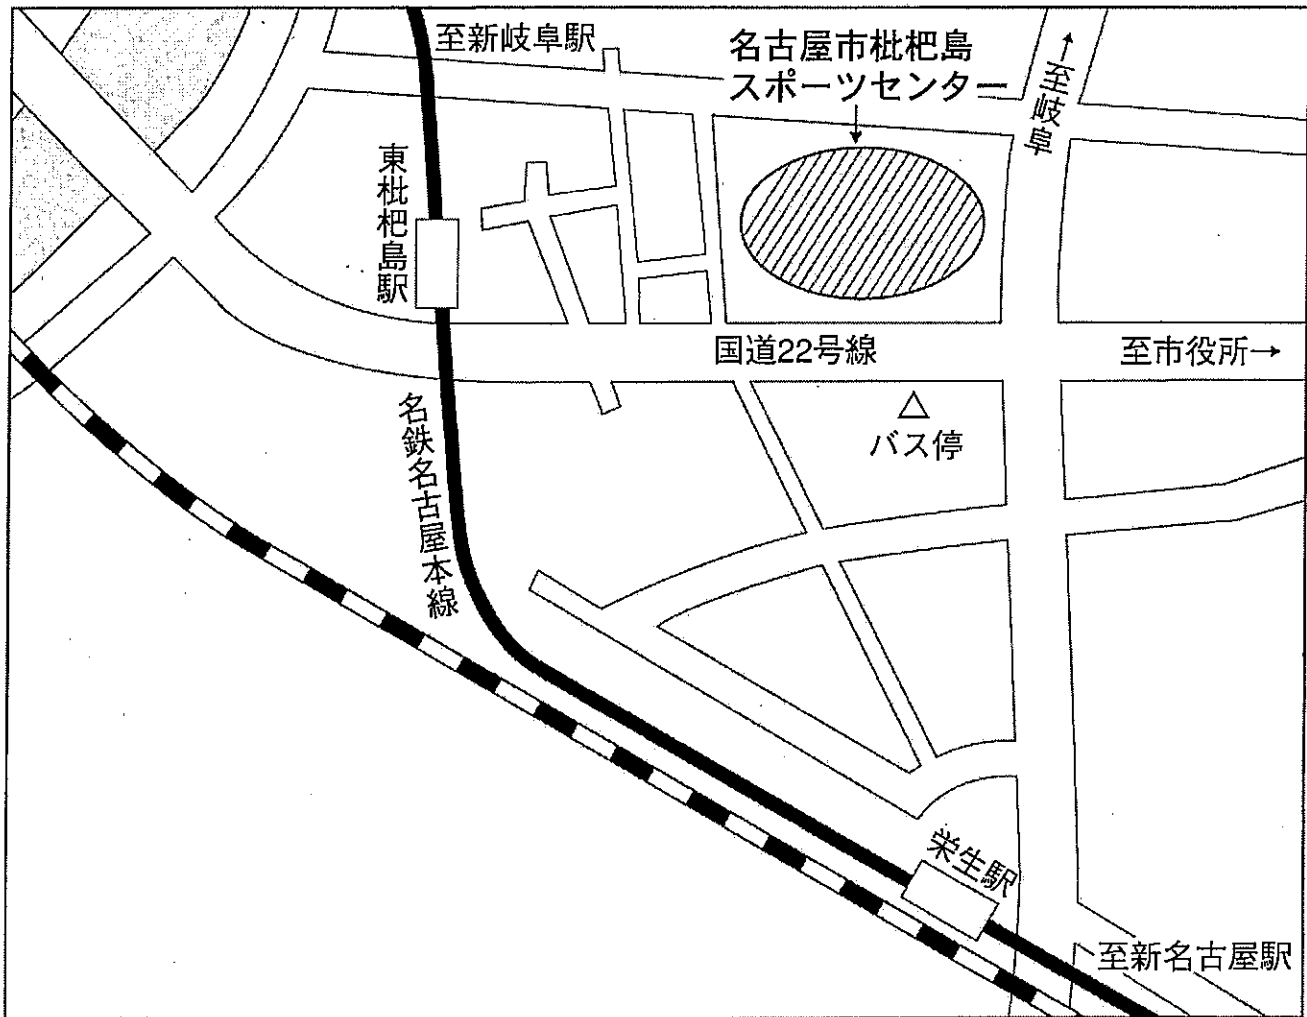 至新岐阜駅
名古屋市枇杷島
スポーツセンター
↑至岐阜
東枇杷島駅
国道22号線
至市役所→
バス停
名鉄名古屋本線
栄生駅
至新名古屋駅